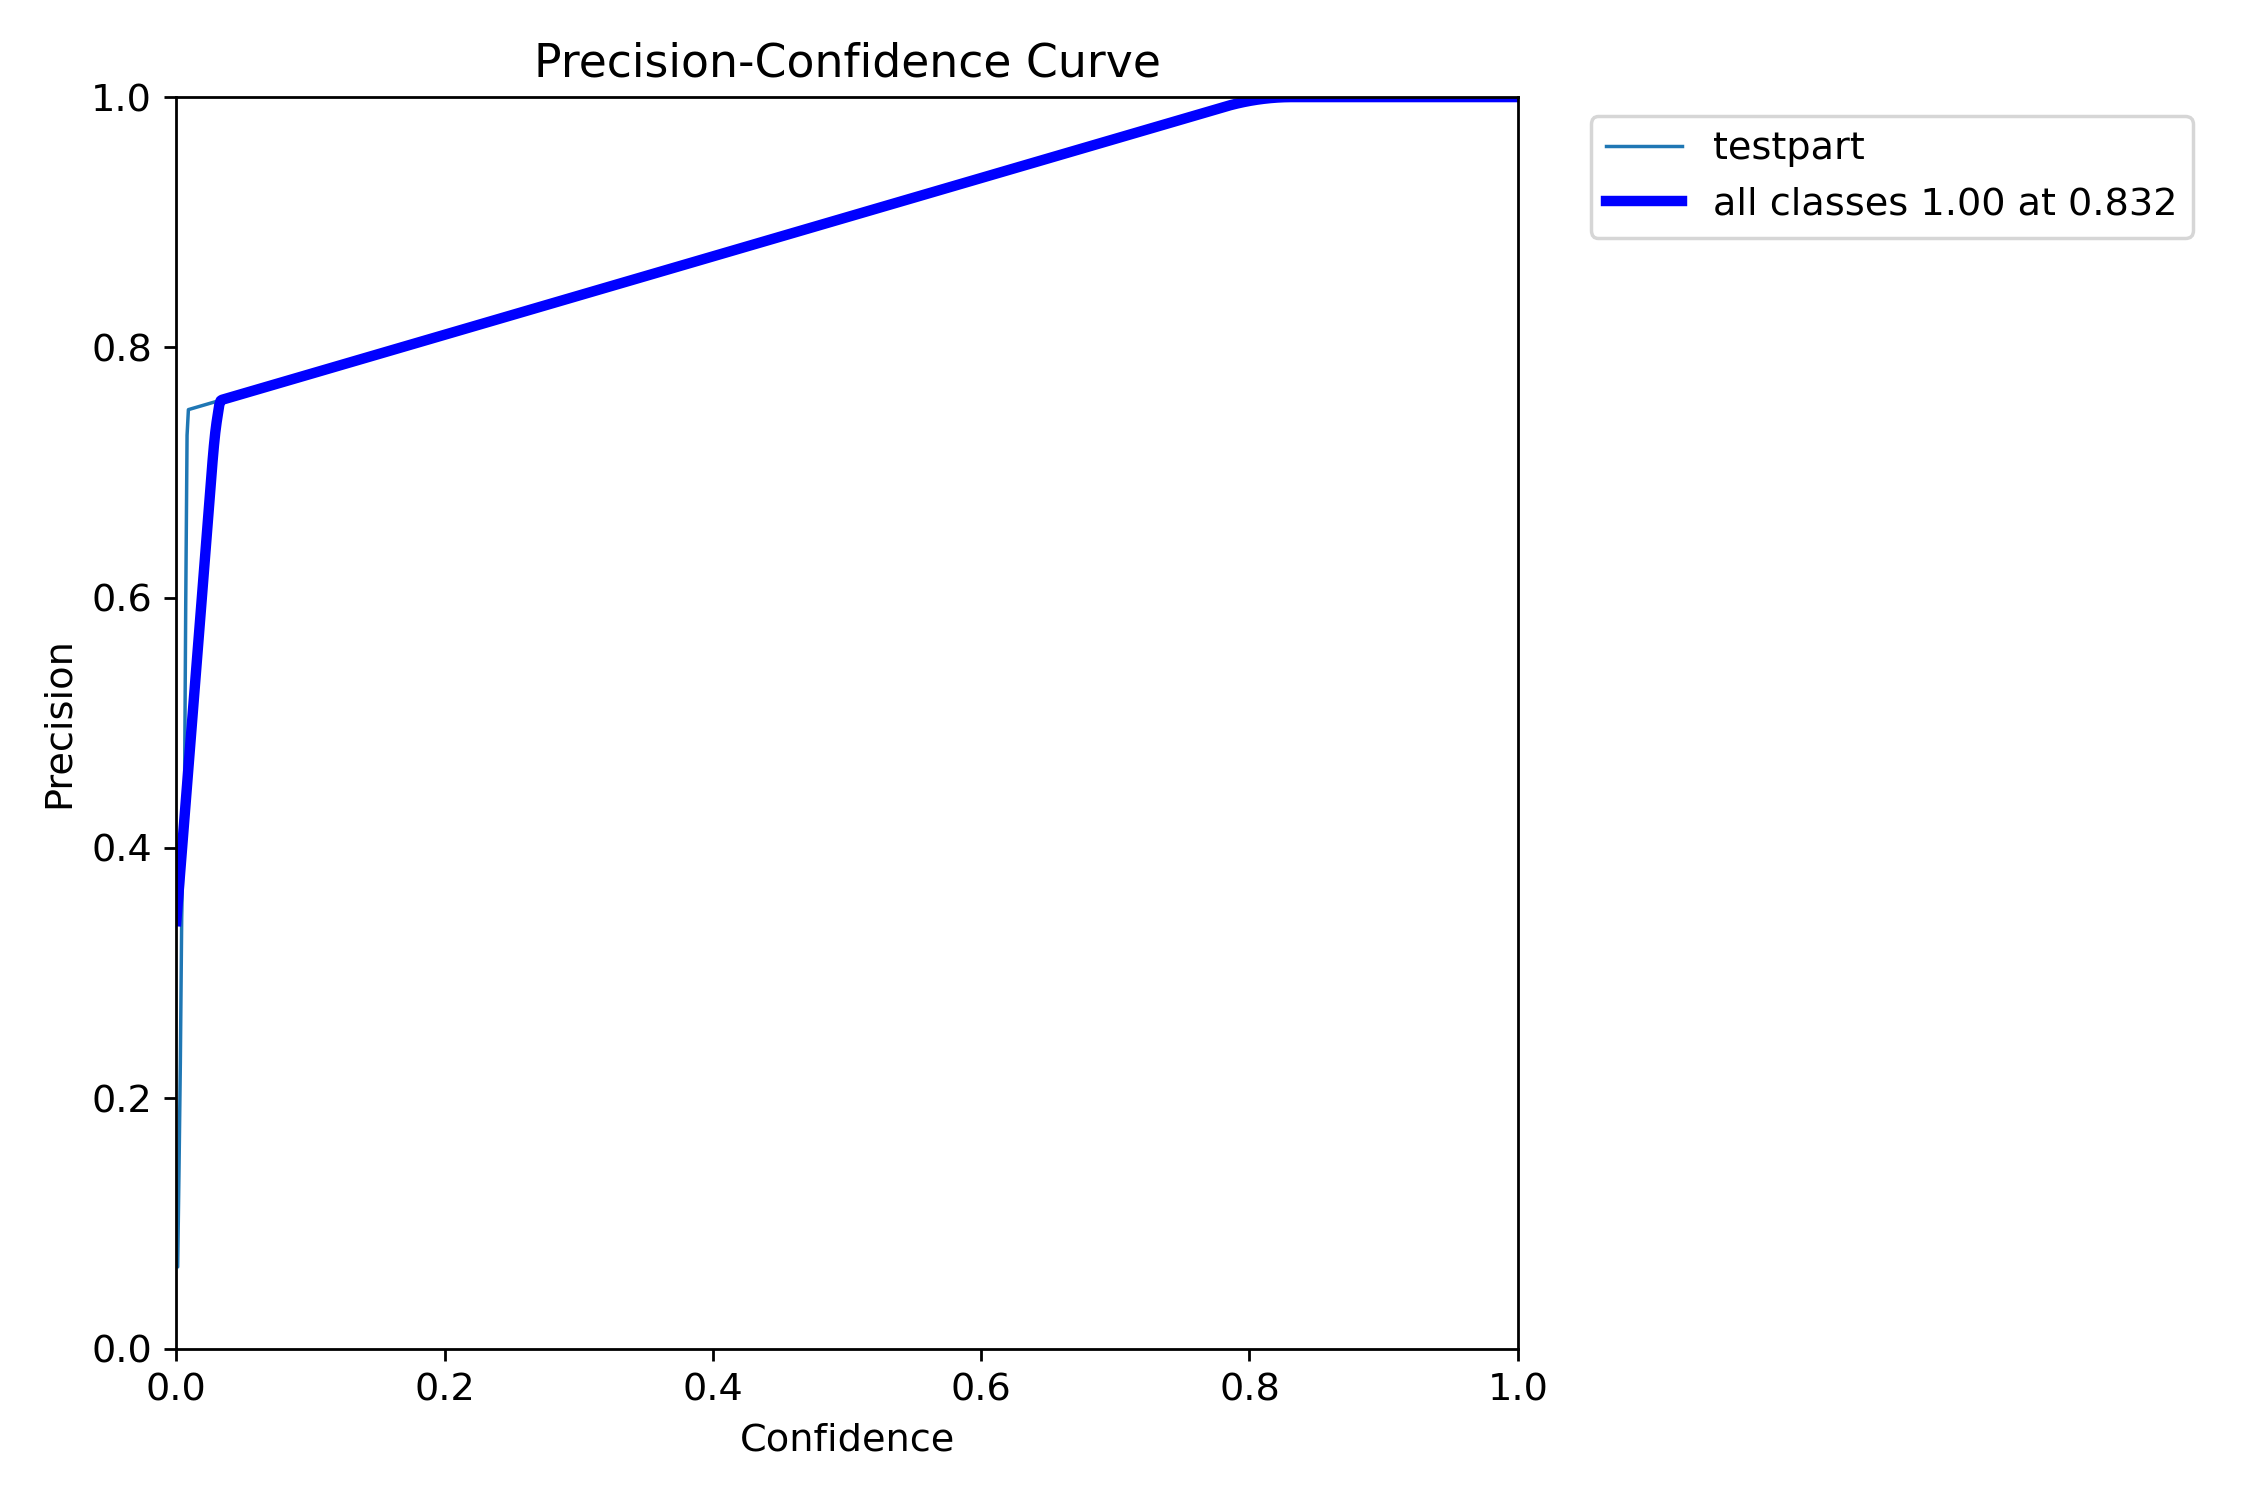 Precision-Confidence Curve
testpart
all classes 1.00 at 0.832
Precision
1.0
0.8
0.6
0.4
0.2
0.0
0.0 0.2 0.4 0.6 0.8 1.0
Confidence